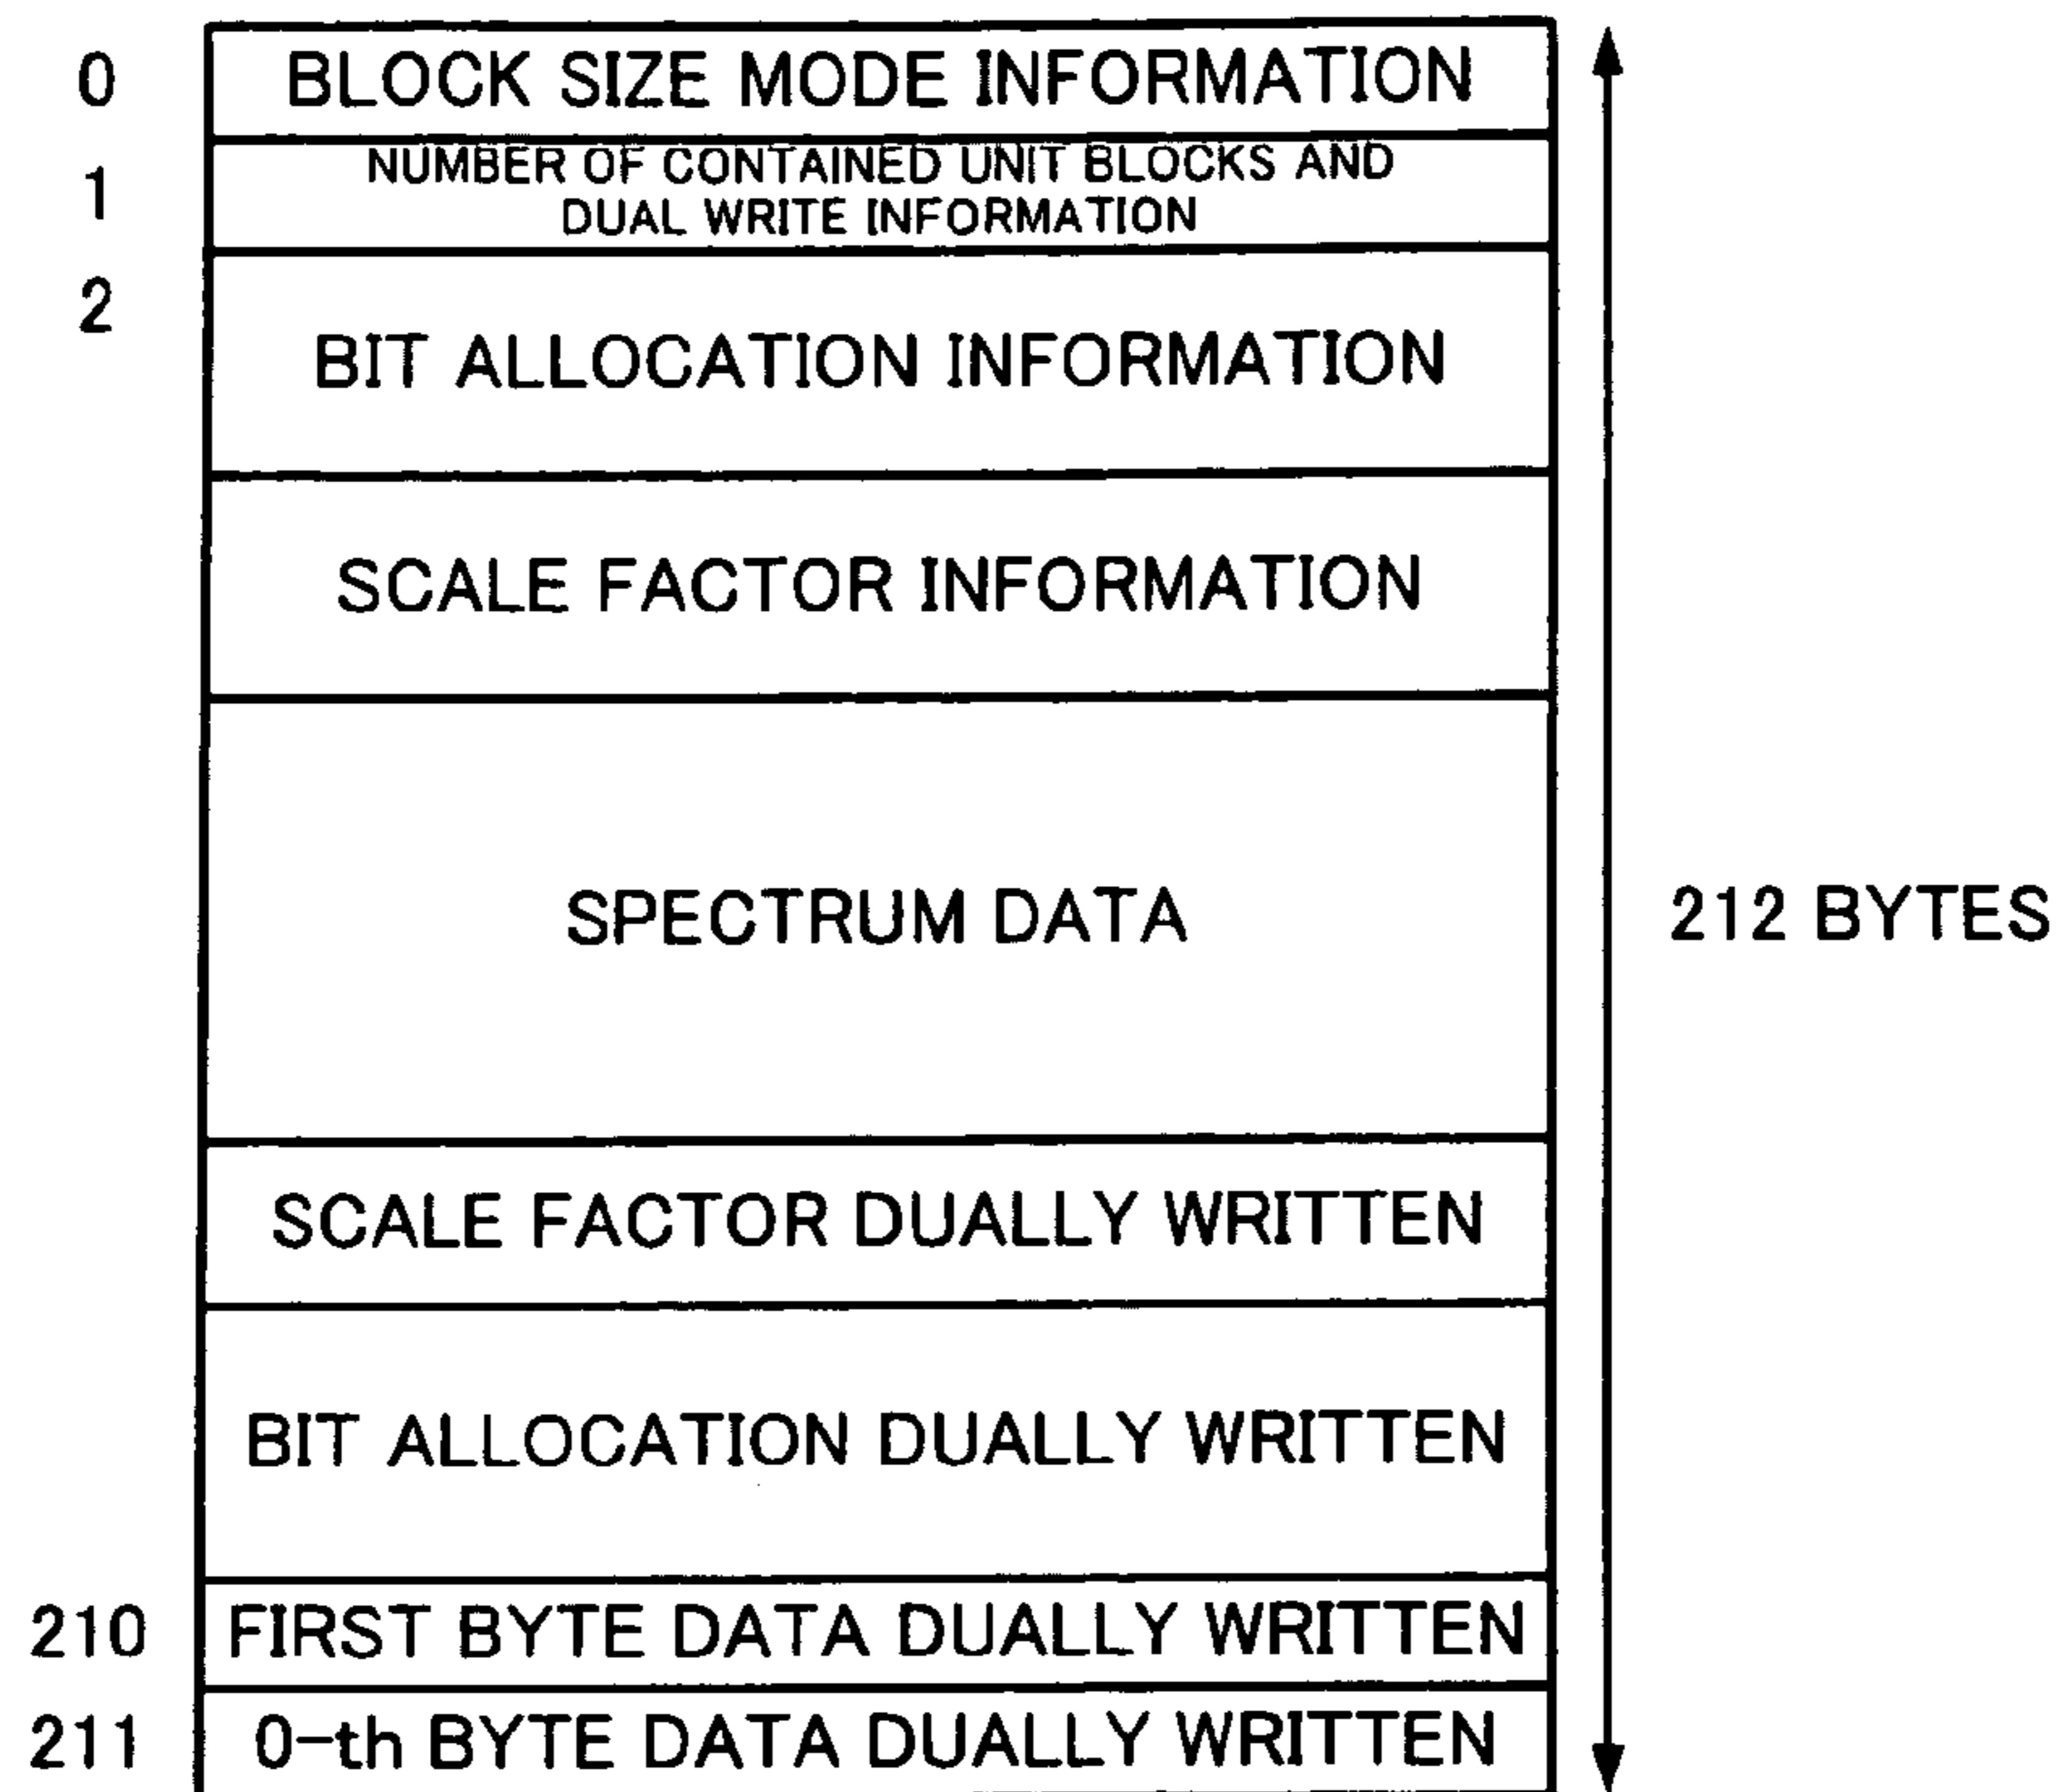 0 BLOCK SIZE MODE INFORMATION
1 NUMBER OF CONTAINED UNIT BLOCKS AND
DUAL WRITE INFORMATION
2
BIT ALLOCATION INFORMATION
SCALE FACTOR INFORMATION
SPECTRUM DATA
212 BYTES
SCALE FACTOR DUALLY WRITTEN
BIT ALLOCATION DUALLY WRITTEN
210 FIRST BYTE DATA DUALLY WRITTEN
211 0-th BYTE DATA DUALLY WRITTEN